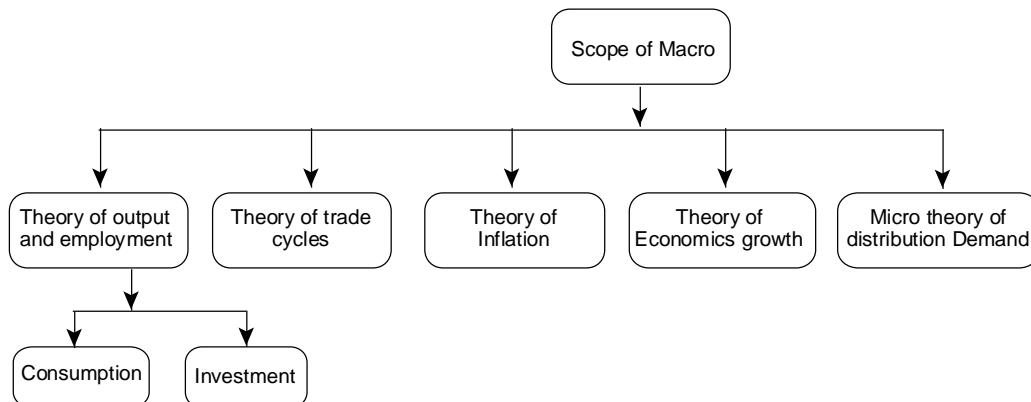 Scope of Macro
Theory of output
and employment
Theory of trade
cycles
Theory of
Inflation
Theory of
Economics growth
Micro theory of
distribution Demand
Consumption
Investment